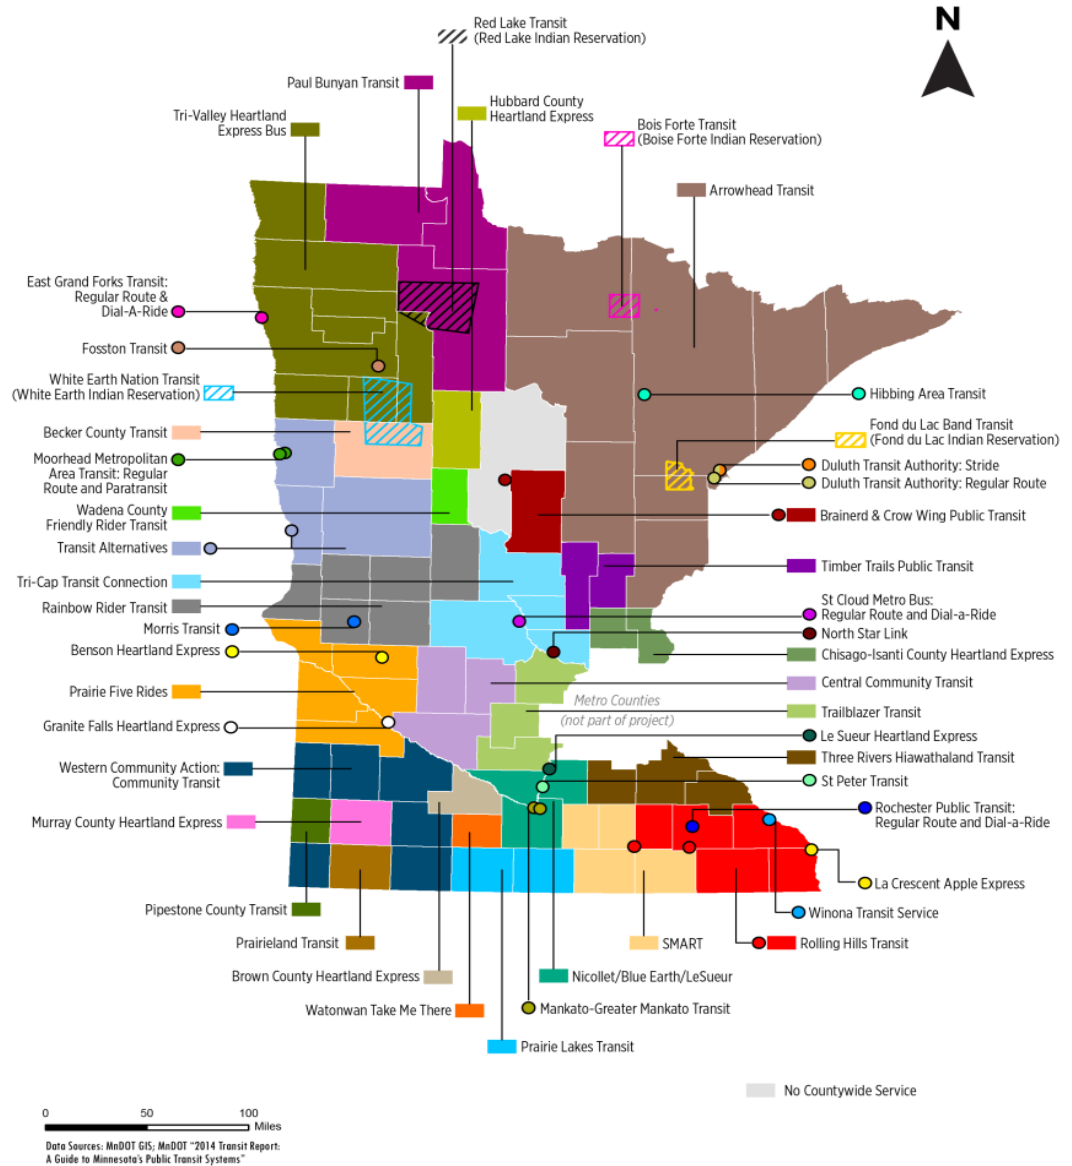 Red Lake Transit
(Red Lake Indian Reservation)
N
Paul Bunyan Transit
Hubbard County
Heartland Express
Tri-Valley Heartland
Express Bus
Bois Forte Transit
(Boise Forte Indian Reservation)
Arrowhead Transit
East Grand Forks Transit:
Regular Route &
Dial-A-Ride
Fosston Transit
White Earth Nation Transit
(White Earth Indian Reservation)
Becker County Transit
Moorhead Metropolitan
Area Transit: Regular
Route and Paratransit
Wadena County
Friendly Rider Transit
Transit Alternatives
Tri-Cap Transit Connection
Rainbow Rider Transit
Morris Transit
Benson Heartland Express
Prairie Five Rides
Granite Falls Heartland Express
Western Community Action:
Community Transit
Murray County Heartland Express
Pipestone County Transit
Prairieland Transit
Brown County Heartland Express
Watonwan Take Me There
Prairie Lakes Transit
Hibbing Area Transit
Fond du Lac Band Transit
(Fond du Lac Indian Reservation)
Duluth Transit Authority: Stride
Duluth Transit Authority: Regular Route
Brainerd & Crow Wing Public Transit
Timber Trails Public Transit
St Cloud Metro Bus:
Regular Route and Dial-a-Ride
North Star Link
Chisago-Isanti County Heartland Express
Central Community Transit
Metro Counties
(not part of project)
Trailblazer Transit
Le Sueur Heartland Express
Three Rivers Hiawathaland Transit
St Peter Transit
Rochester Public Transit:
Regular Route and Dial-a-Ride
La Crescent Apple Express
Winona Transit Service
Rolling Hills Transit
SMART
Nicollet/Blue Earth/LeSueur
Mankato-Greater Mankato Transit
No Countywide Service
0 50 100
Miles
Data Sources: MnDOT GIS; MnDOT "2014 Transit Report:
A Guide to Minnesota's Public Transit Systems"